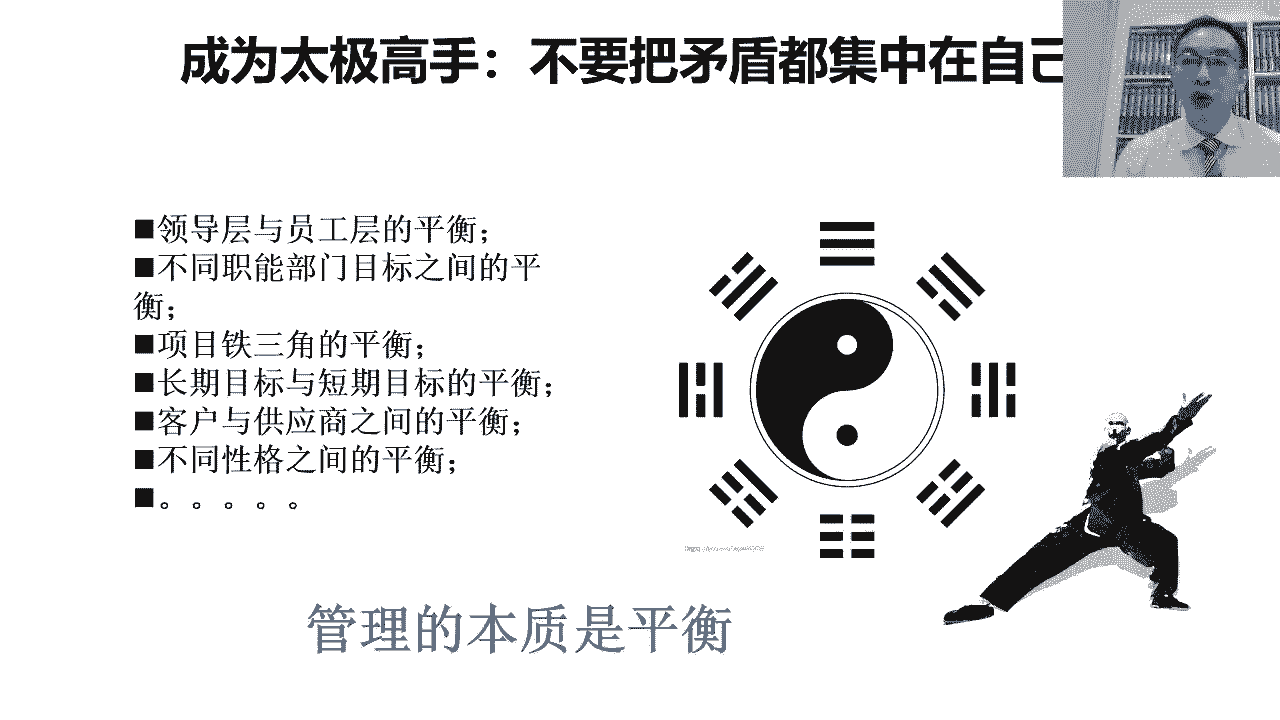 成为太极高手：不要把矛盾都集中在自己
■领导层与员工层的平衡；
■不同职能部门目标之间的平
衡；
■项目铁三角的平衡；
■长期目标与短期目标的平衡；
■客户与供应商之间的平衡；
■不同性格之间的平衡；
■。。。。。
管理的本质是平衡